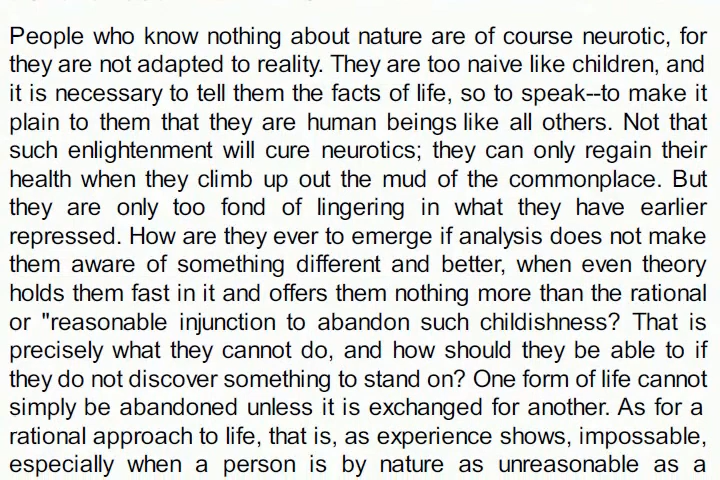 People who know nothing about nature are of course neurotic, for
they are not adapted to reality. They are too naive like children, and
it is necessary to tell them the facts of life, so to speak--to make it
plain to them that they are human beings like all others. Not that
such enlightenment will cure neurotics; they can only regain their
health when they climb up out the mud of the commonplace. But
they are only too fond of lingering in what they have earlier
repressed. How are they ever to emerge if analysis does not make
them aware of something different and better, when even theory
holds them fast in it and offers them nothing more than the rational
or "reasonable injunction to abandon such childishness? That is
precisely what they cannot do, and how should they be able to if
they do not discover something to stand on? One form of life cannot
simply be abandoned unless it is exchanged for another. As for a
rational approach to life, that is, as experience shows, impossable,
especially when a person is by nature as unreasonable as a